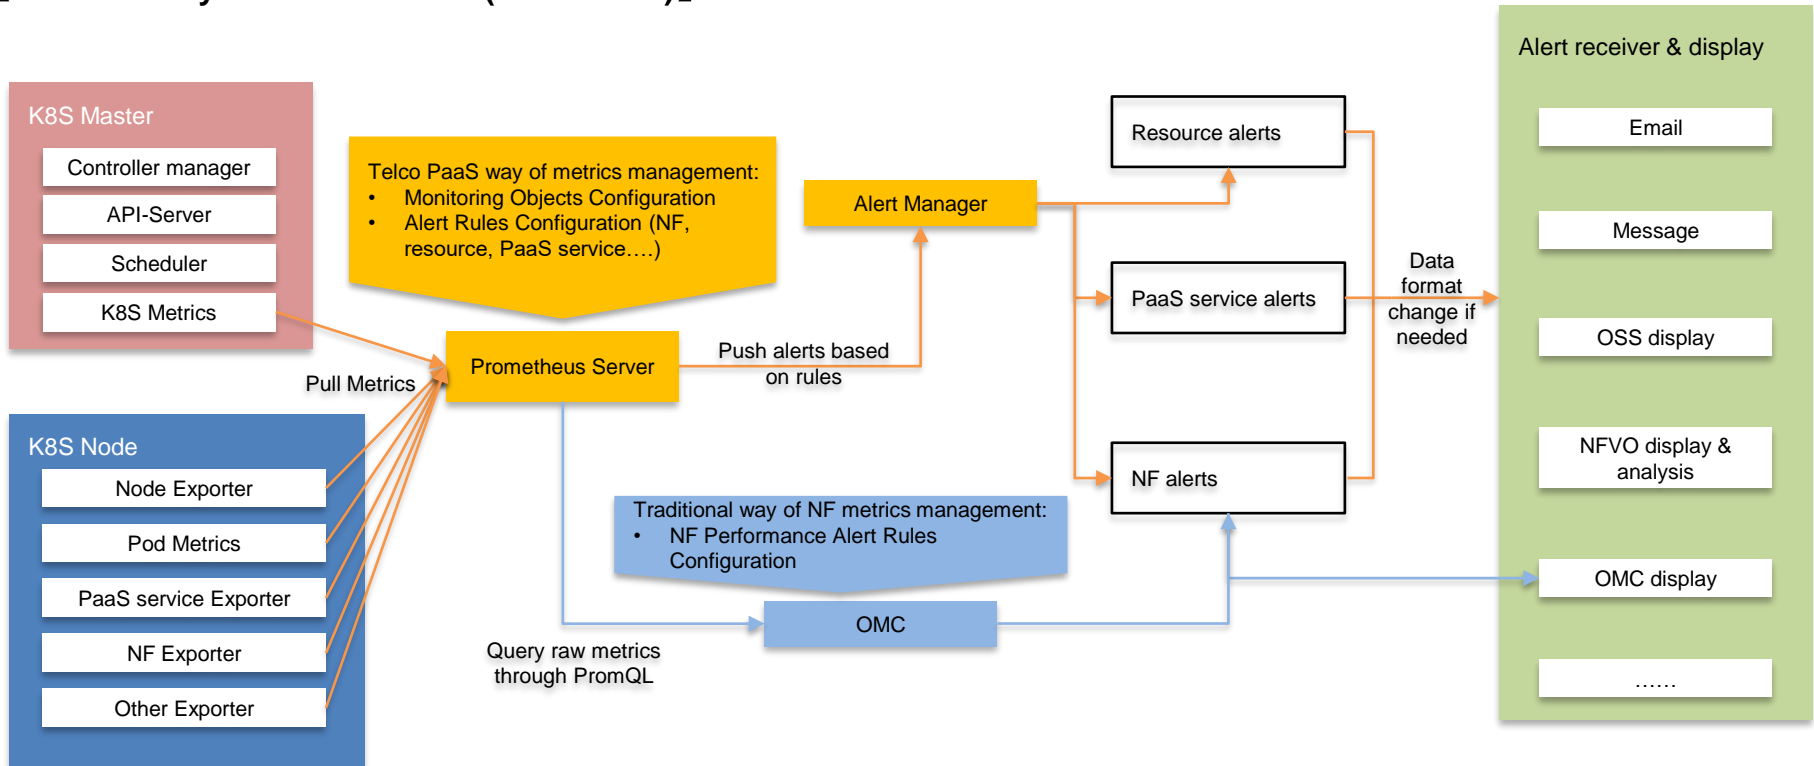 Alert receiver & display
K8S Master
Controller manager
API-Server
Scheduler
K8S Metrics
Telco PaaS way of metrics management:
• Monitoring Objects Configuration
• Alert Rules Configuration (NF,
resource, PaaS service....)
Alert Manager
Prometheus Server
Push alerts based
on rules
Pull Metrics
K8S Node
Node Exporter
Pod Metrics
PaaS service Exporter
NF Exporter
Other Exporter
Traditional way of NF metrics management:
• NF Performance Alert Rules
Configuration
OMC
Query raw metrics
through PromQL
Resource alerts
PaaS service alerts
NF alerts
Data
format
change if
needed
Email
Message
OSS display
NFVO display &
analysis
OMC display
……